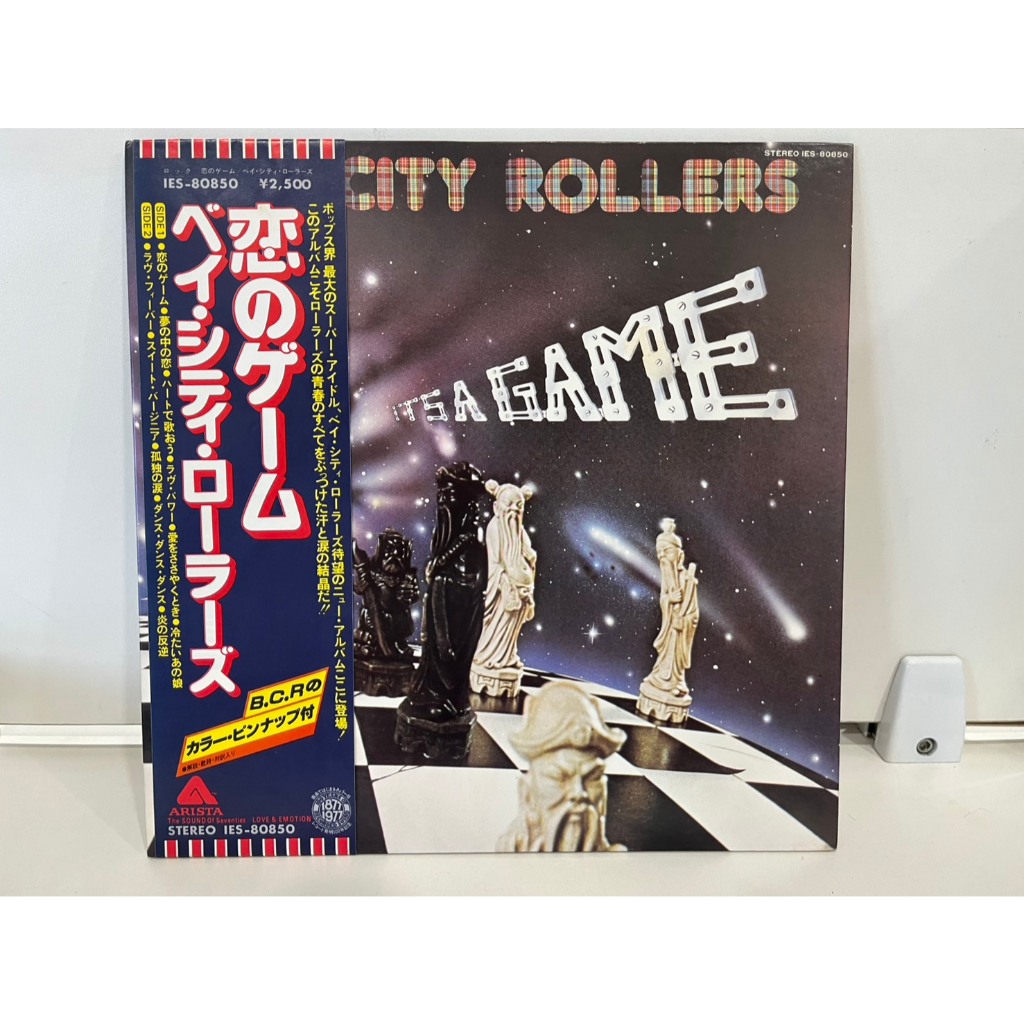 ロック 恋のゲーム/ベイ・シティ・ローラーズ
IES-80850 ¥2,500
恋のゲーム
ベイ・シティ・ローラーズ
ポップス界 最大のスーパー・アイドル、ベイ・シティ・ローラーズ待望のニュー・アルバムここに登場!
このアルバムこそローラーズの青春のすべてをぶっつけた汗と涙の結晶だ!!
SIDE1 ●恋のゲーム●夢の中の恋●ハートで歌おう●ラヴ・パワー●愛をささやくとき●冷たいあの娘
SIDE2 ●ラヴ・フィーバー●スイート・バージニア●孤独の涙●ダンス・ダンス・ダンス●炎の反逆
B.C.Rの
カラー・ピンナップ付
●解説・歌詞・対訳入り
ARISTA
The SOUND Of Seventies LOVE & EMOTION
STEREO IES-80850
1877
1977
STEREO IES-80850
CITY ROLLERS
IT'S A GAME